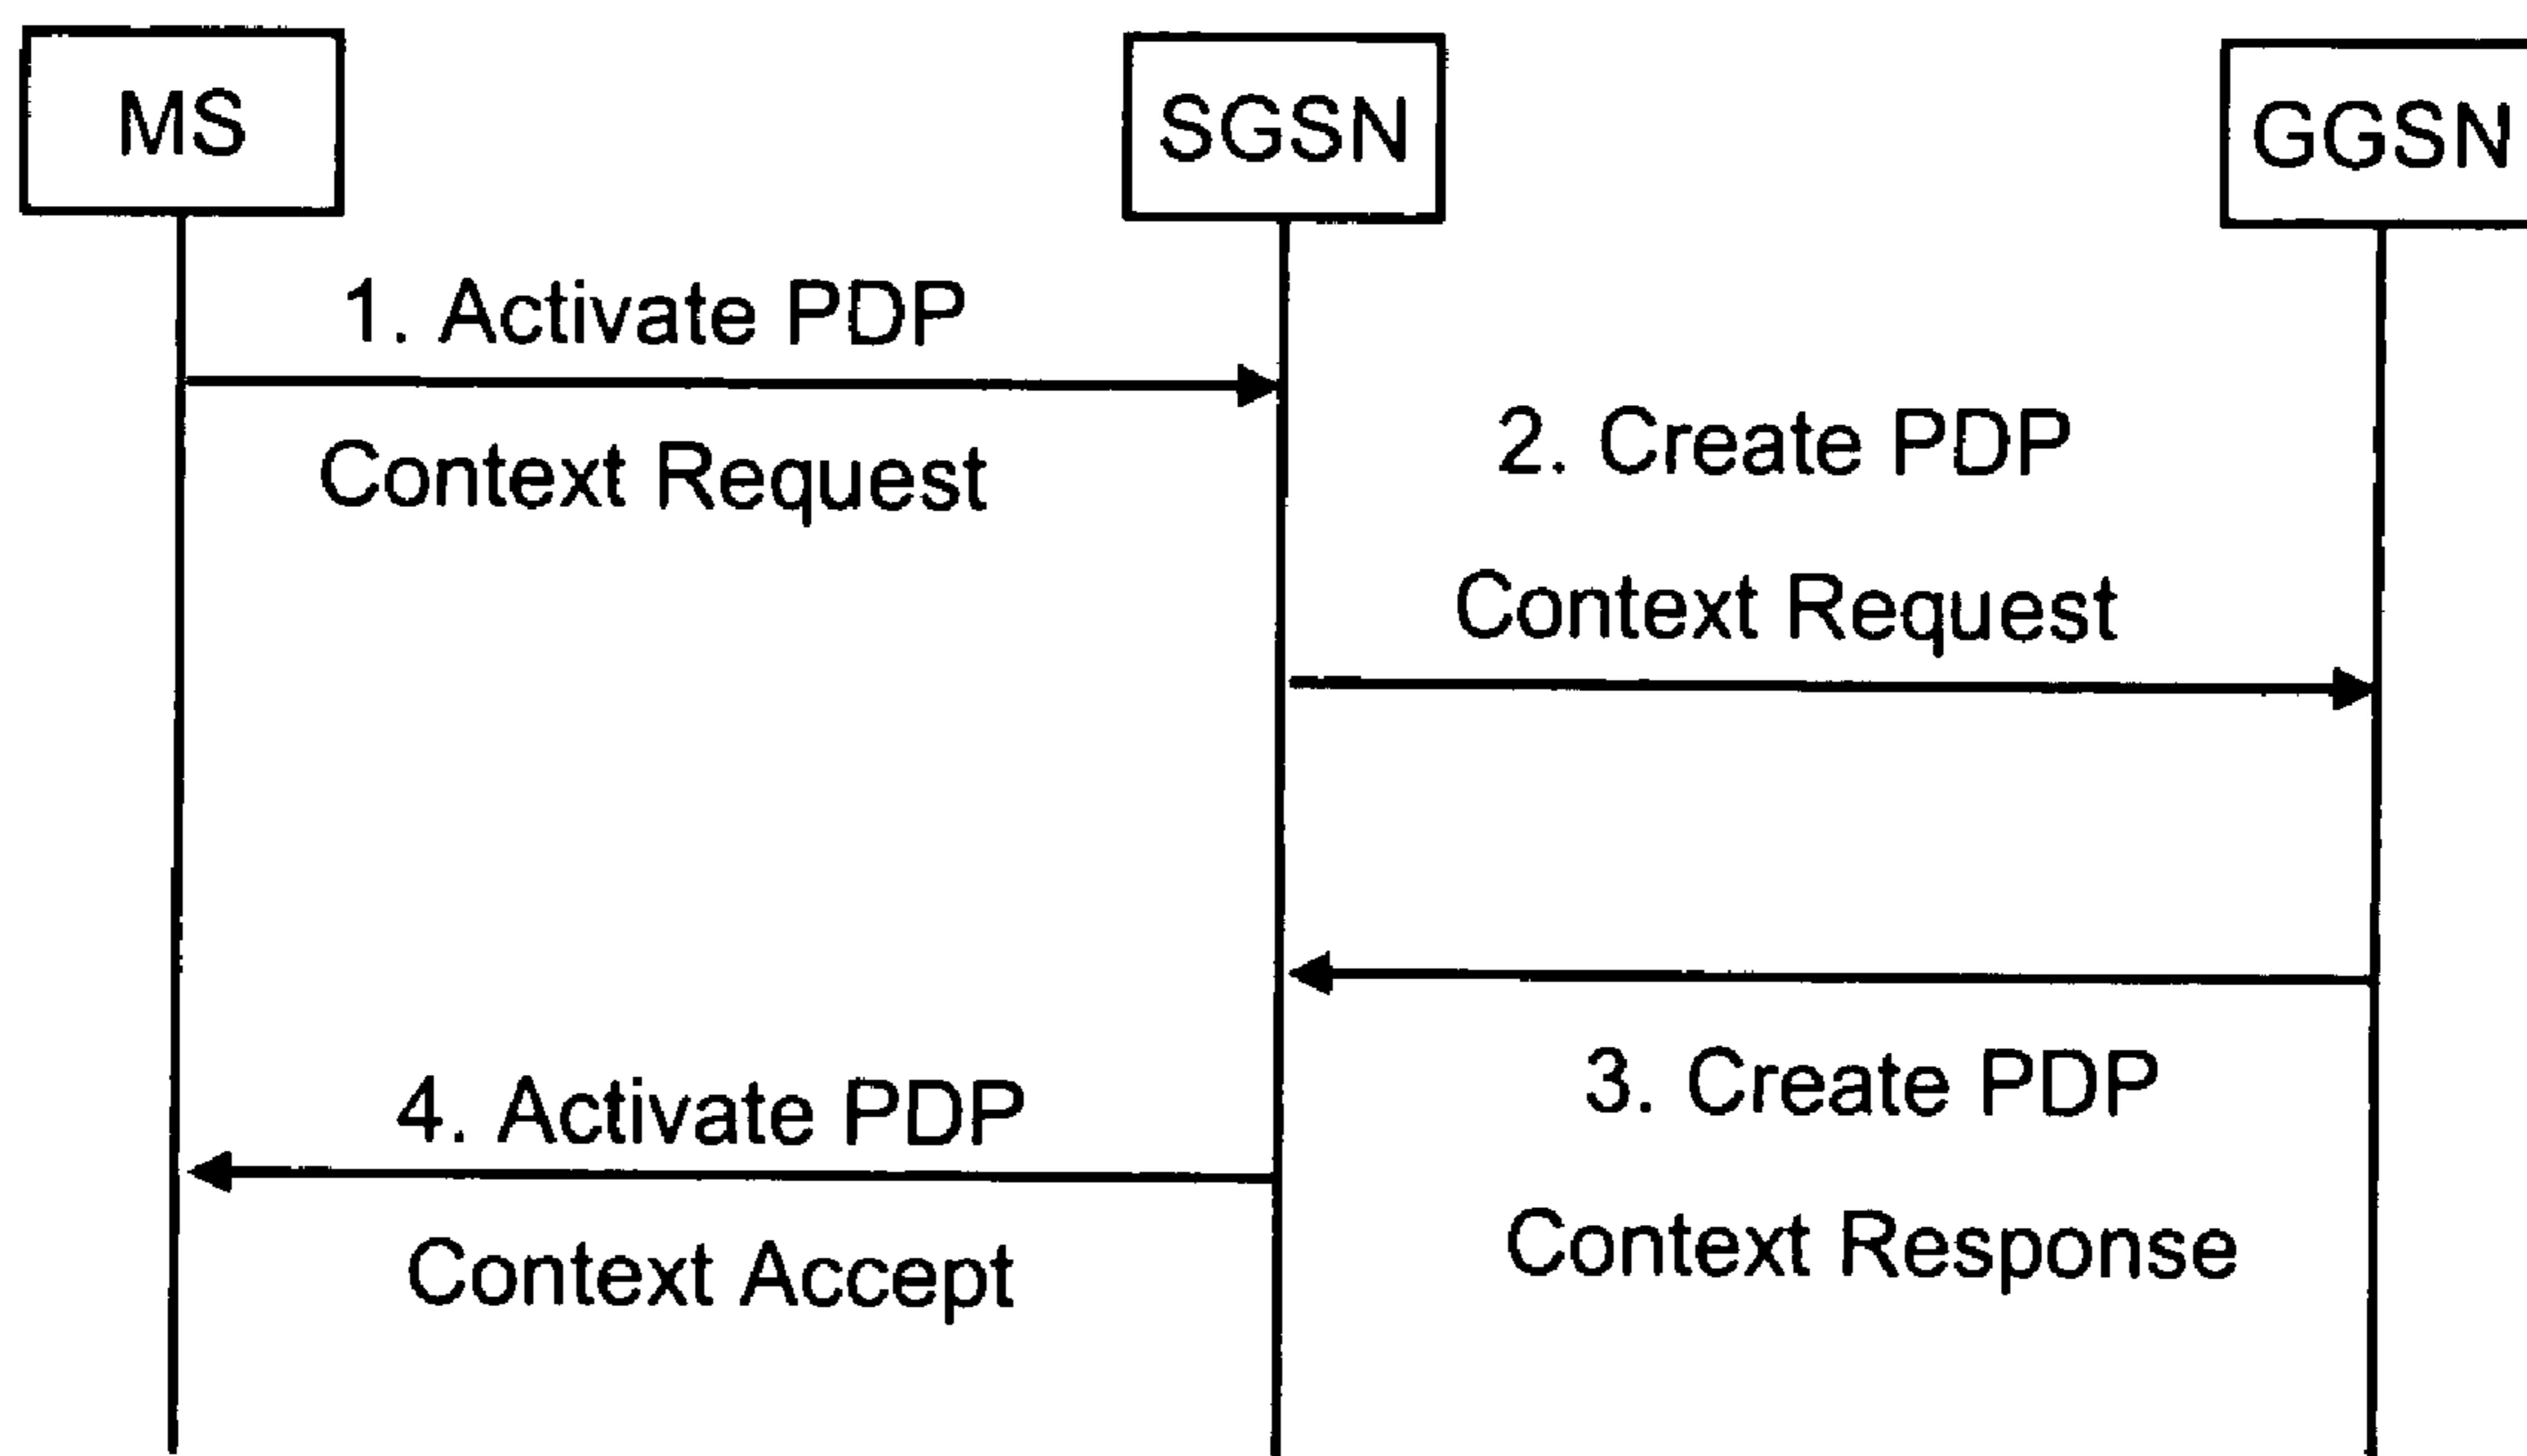 MS
SGSN
GGSN
1. Activate PDP
Context Request
2. Create PDP
Context Request
3. Create PDP
Context Response
4. Activate PDP
Context Accept